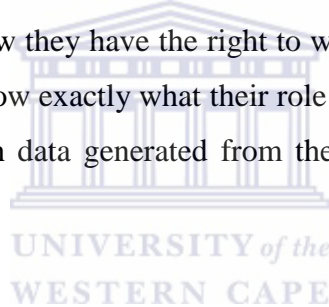 w they have the right to w
ow exactly what their role
data generated from the
UNIVERSITY of the
WESTERN CAPE